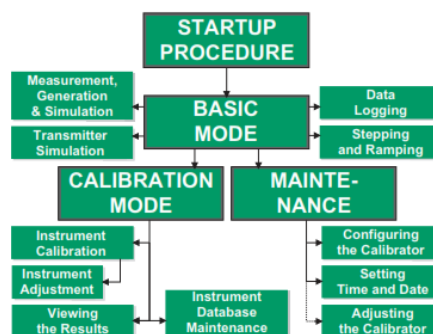 STARTUP
PROCEDURE
Measurement,
Generation
& Simulation
BASIC
MODE
Data
Logging
Transmitter
Simulation
Stepping
and Ramping
CALIBRATION
MODE
MAINTE-
NANCE
Instrument
Calibration
Configuring
the Calibrator
Instrument
Adjustment
Setting
Time and Date
Viewing
the Results
Instrument
Database
Maintenance
Adjusting
the Calibrator